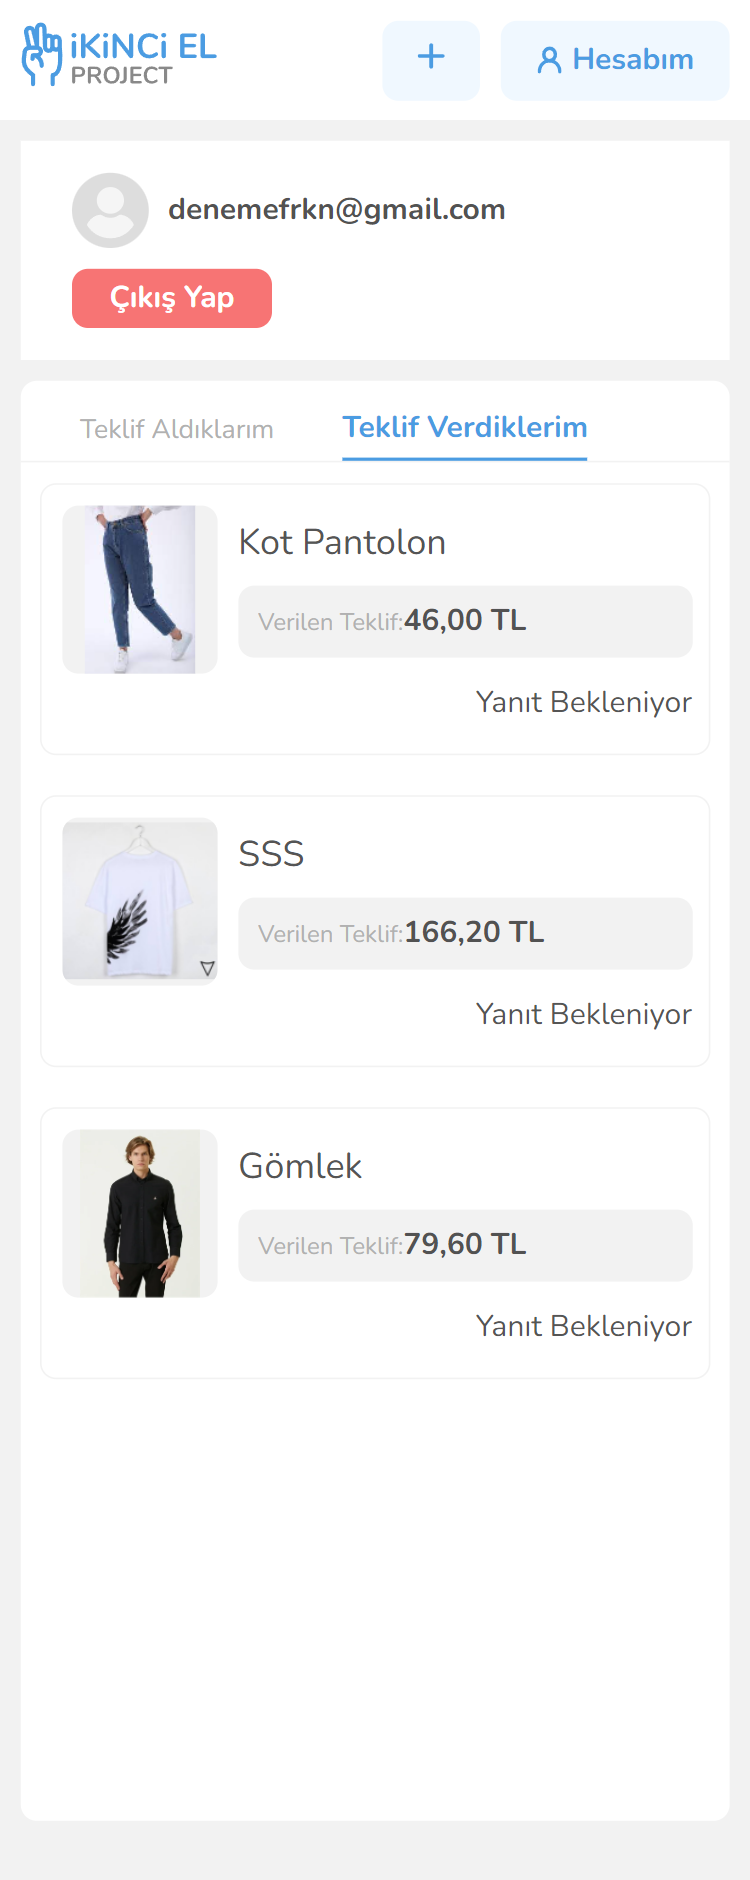 iKiNCi EL
PROJECT
+
Hesabım
denemefrkn@gmail.com
Çıkış Yap
Teklif Aldıklarım
Teklif Verdiklerim
Kot Pantolon
Verilen Teklif:46,00 TL
Yanıt Bekleniyor
SSS
Verilen Teklif:166,20 TL
Yanıt Bekleniyor
Gömlek
Verilen Teklif:79,60 TL
Yanıt Bekleniyor